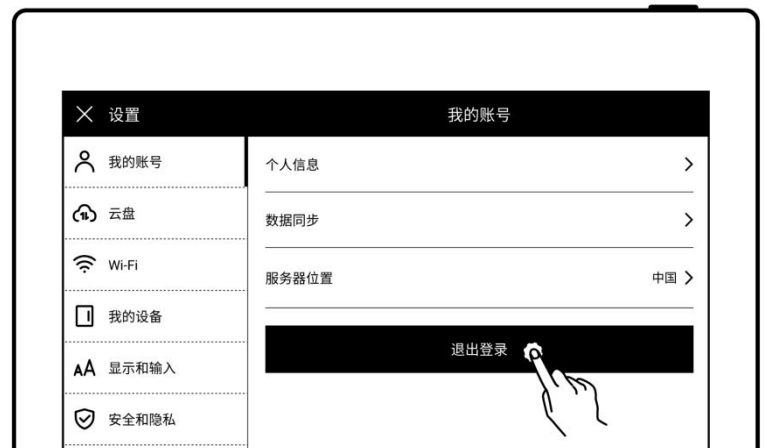 设置
我的账号
我的账号
云盘
Wi-Fi
我的设备
显示和输入
安全和隐私
个人信息
数据同步
服务器位置 中国
退出登录